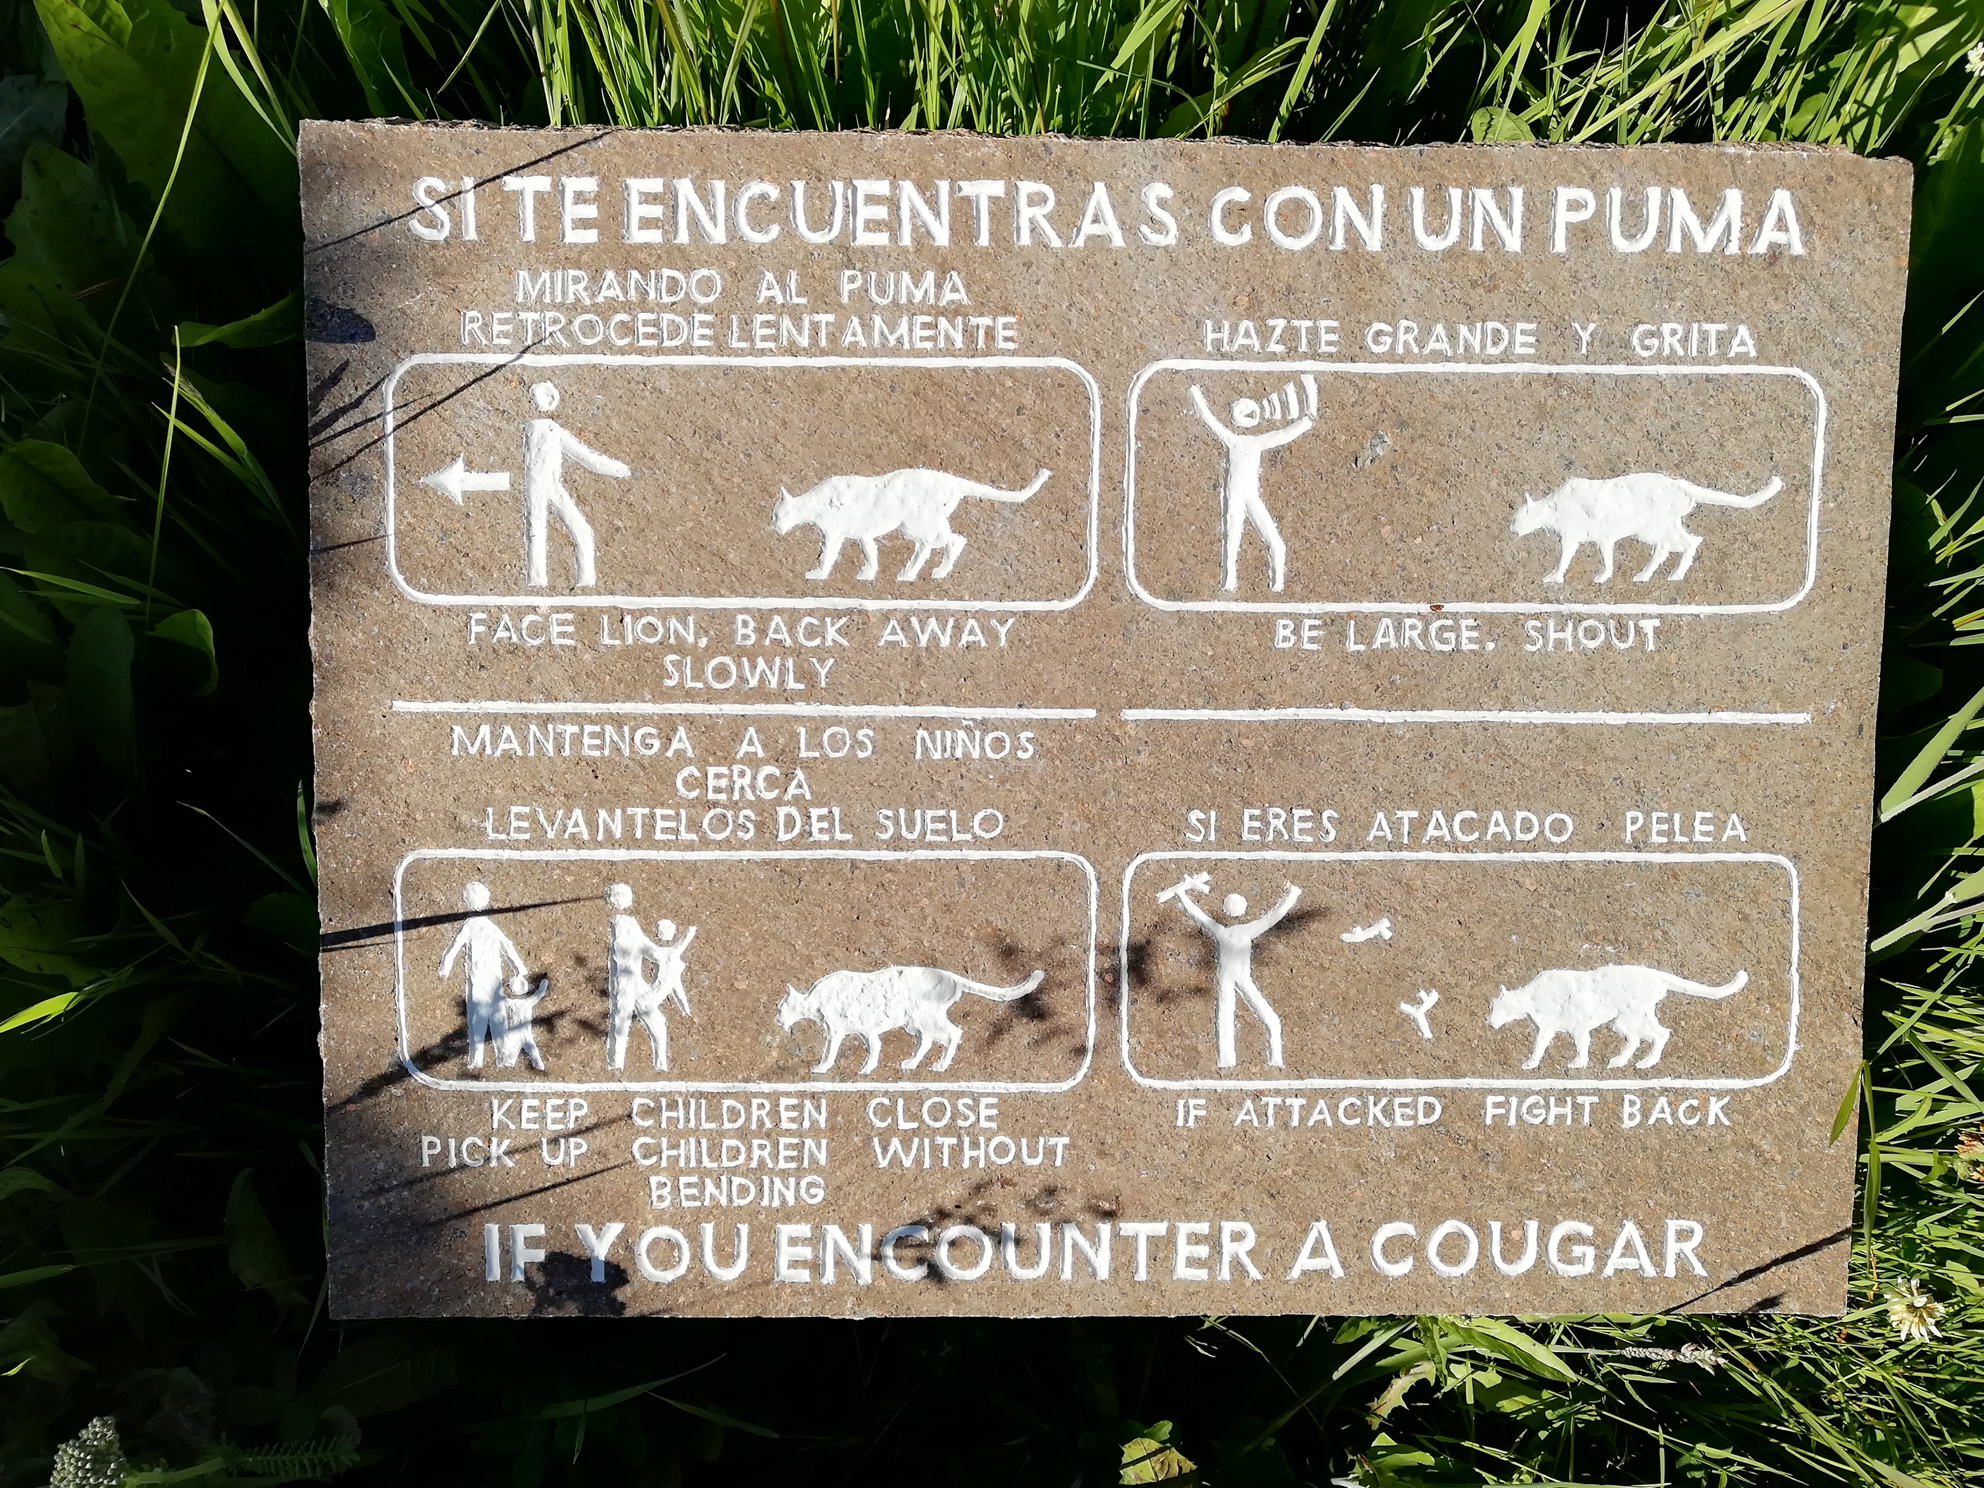 SI TE ENCUENTRAS CON UN PUMA
MIRANDO AL PUMA
RETROCEDE LENTAMENTE
FACE LION, BACK AWAY
SLOWLY
HAZTE GRANDE Y GRITA
BE LARGE. SHOUT
MANTENGA A LOS NIÑOS
CERCA
LEVANTELOS DEL SUELO
KEEP CHILDREN CLOSE
PICK UP CHILDREN WITHOUT
BENDING
SI ERES ATACADO PELEA
IF ATTACKED FIGHT BACK
IF YOU ENCOUNTER A COUGAR